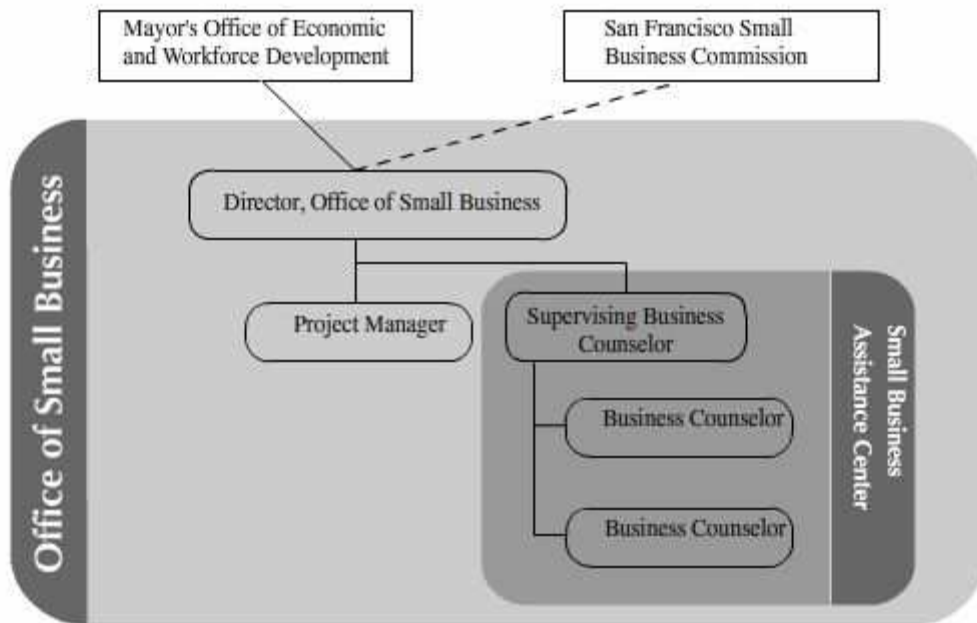 Mayor's Office of Economic
and Workforce Development
San Francisco Small
Business Commission
Office of Small Business
Director, Office of Small Business
Project Manager
Supervising Business
Counselor
Business Counselor
Business Counselor
Small Business
Assistance Center